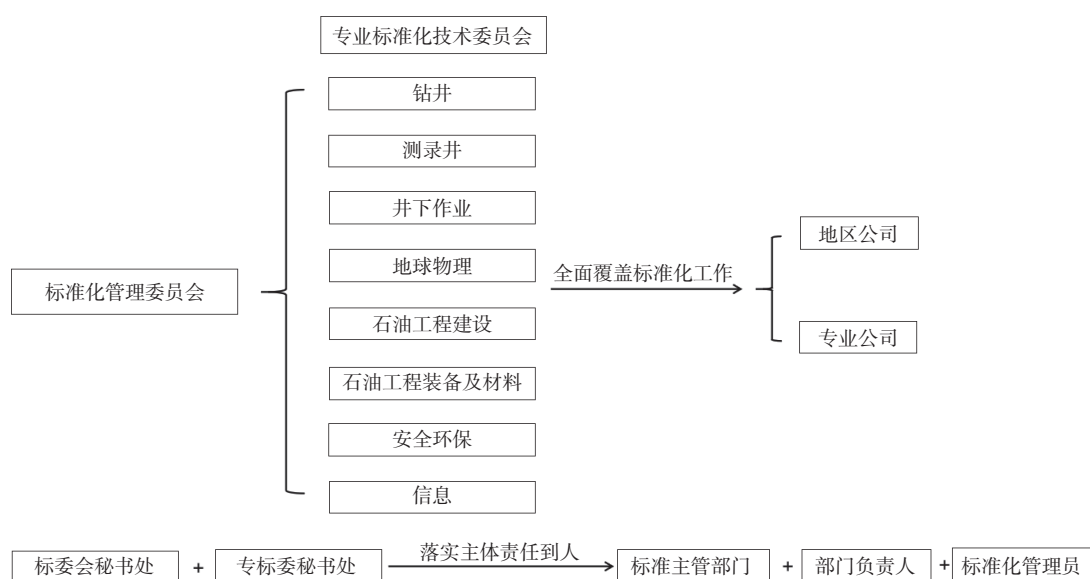 专业标准化技术委员会
钻井
测录井
井下作业
地球物理
石油工程建设
石油工程装备及材料
安全环保
信息
标准化管理委员会
全面覆盖标准化工作
地区公司
专业公司
标委会秘书处 + 专标委秘书处 落实主体责任到人 标准主管部门 + 部门负责人 + 标准化管理员